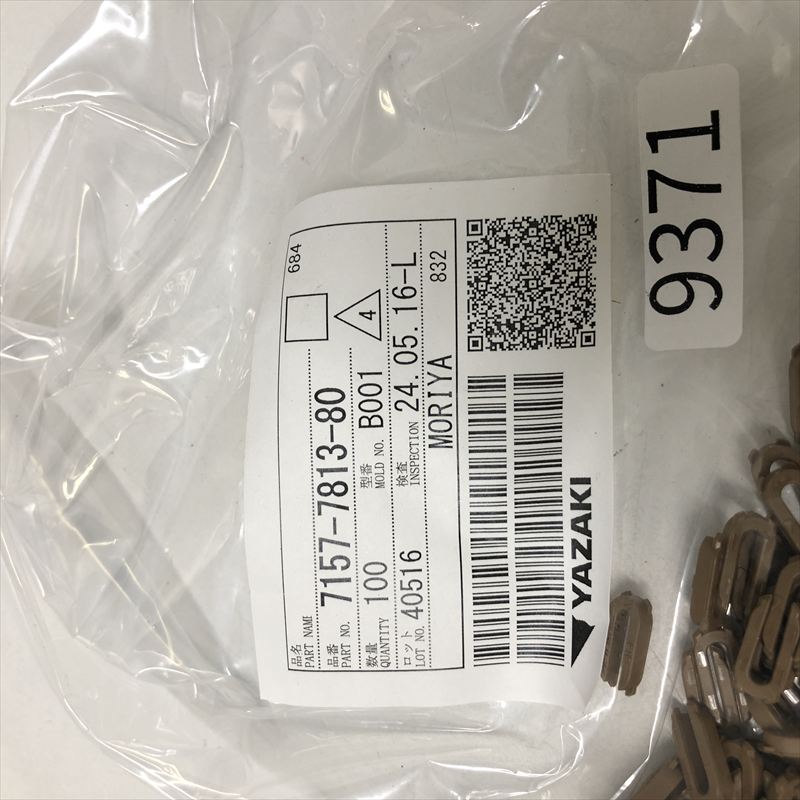 684
品名
PART NAME
4
品番
PART NO. 7157-7813-80
数量
QUANTITY 100
型番
MOLD NO. B001
ロット
LOT NO. 40516
検査
INSPECTION 24.05.16-L
MORIYA 832
YAZAKI
9371